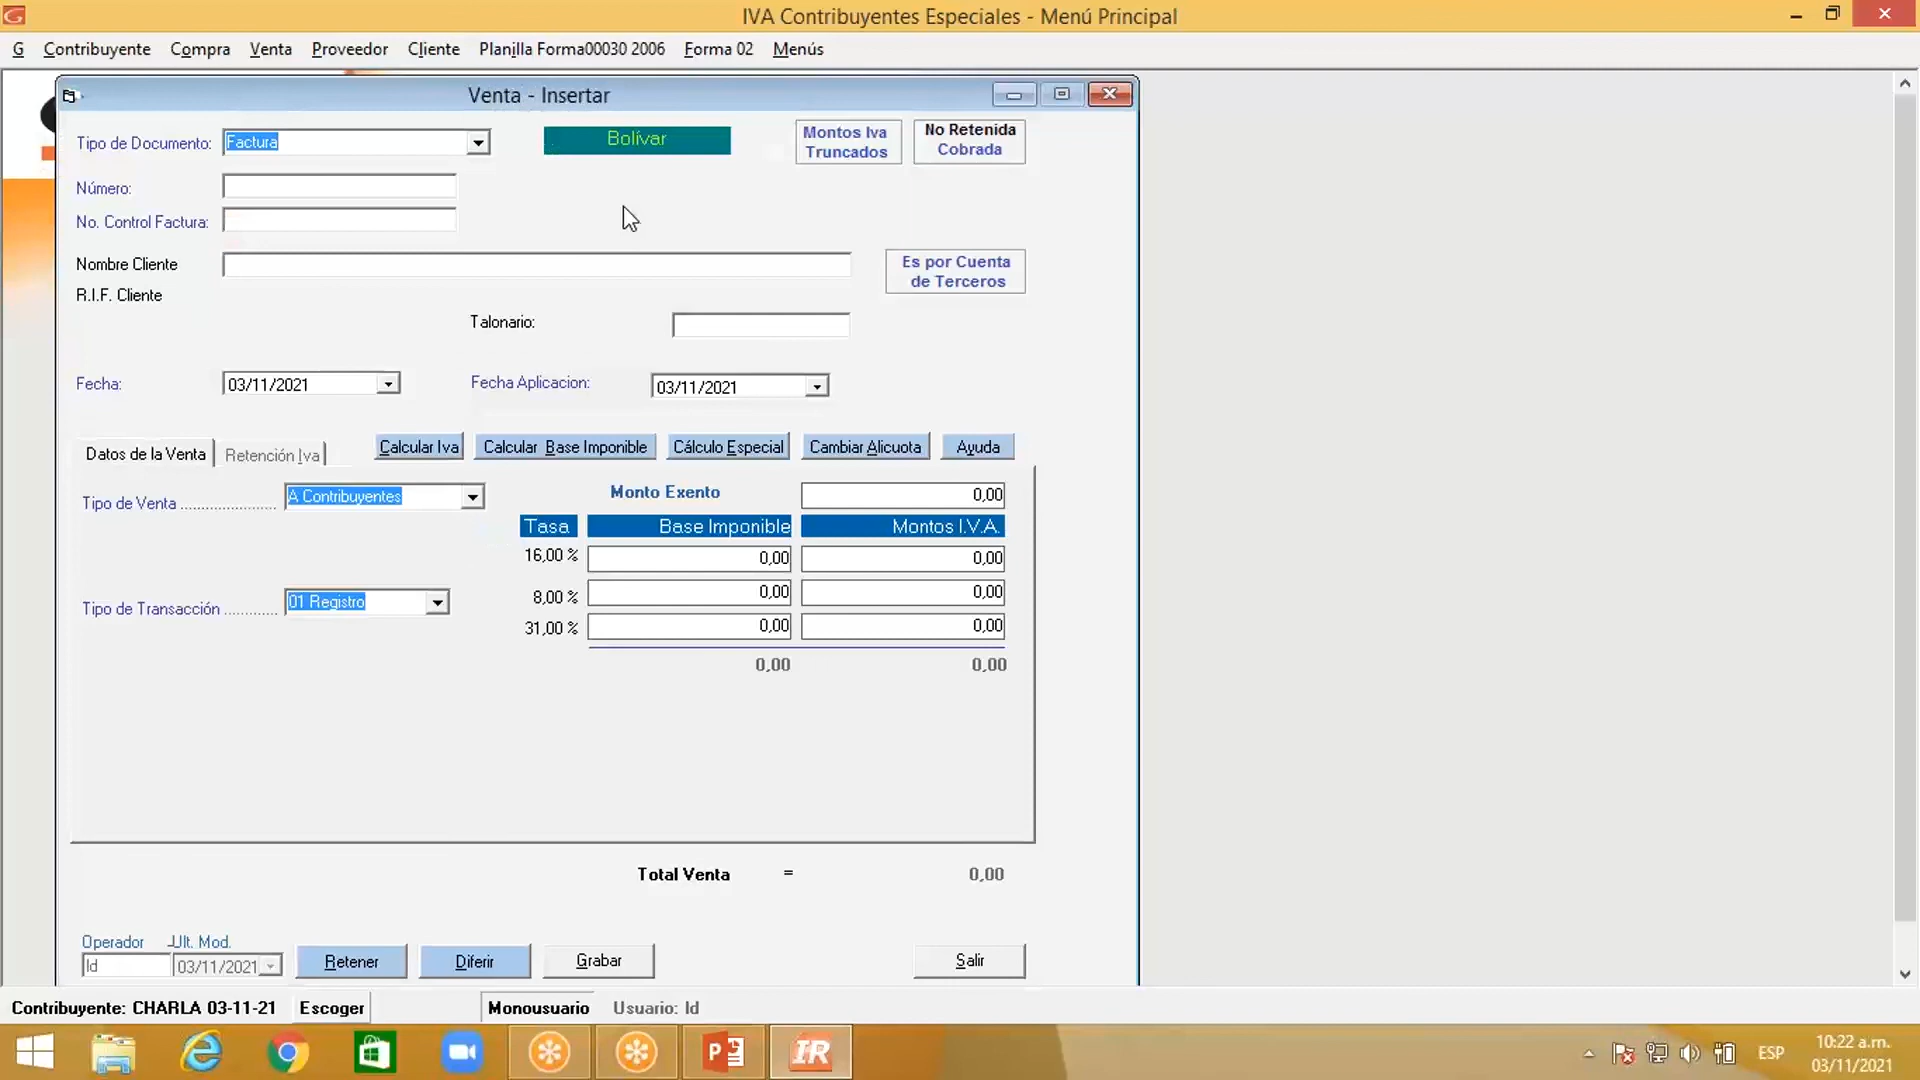 IVA Contribuyentes Especiales - Menú Principal
G Contribuyente Compra Venta Proveedor Cliente Planilla Forma00030 2006 Forma 02 Menús
Venta - Insertar
Tipo de Documento: Factura
Bolívar
Montos Iva
Truncados
No Retenida
Cobrada
Número:
No. Control Factura:
Nombre Cliente
Es por Cuenta
de Terceros
R.I.F. Cliente
Talonario:
Fecha: 03/11/2021
Fecha Aplicacion: 03/11/2021
Datos de la Venta
Retención Iva
Calcular Iva
Calcular Base Imponible
Cálculo Especial
Cambiar Alicuota
Ayuda
Tipo de Venta .................... A Contribuyentes
Monto Exento 0,00
Tasa Base Imponible Montos I.V.A.
16,00 % 0,00 0,00
8,00 % 0,00 0,00
Tipo de Transacción ........... 01 Registro
31,00 % 0,00 0,00
0,00 0,00
Total Venta = 0,00
Operador Ult. Mod.
Id 03/11/2021
Retener
Diferir
Grabar
Salir
Contribuyente: CHARLA 03-11-21 Escoger Monousuario Usuario: Id
P IR
ESP
10:22 a.m.
03/11/2021